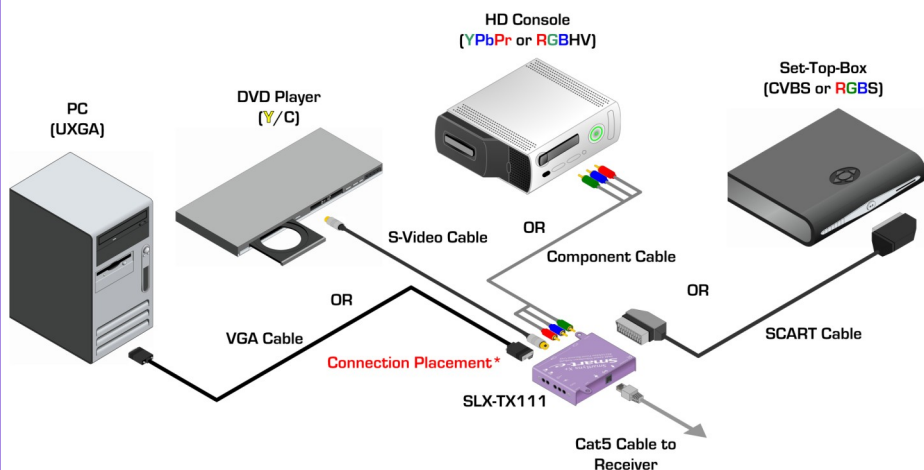 HD Console
(YPbPr or RGBHV)
Set-Top-Box
(CVBS or RGBS)
DVD Player
(Y/C)
PC
(UXGA)
S-Video Cable
OR
Component Cable
OR
OR
VGA Cable
SCART Cable
Connection Placement*
Smart-e
SLX-TX111
Cat5 Cable to
Receiver